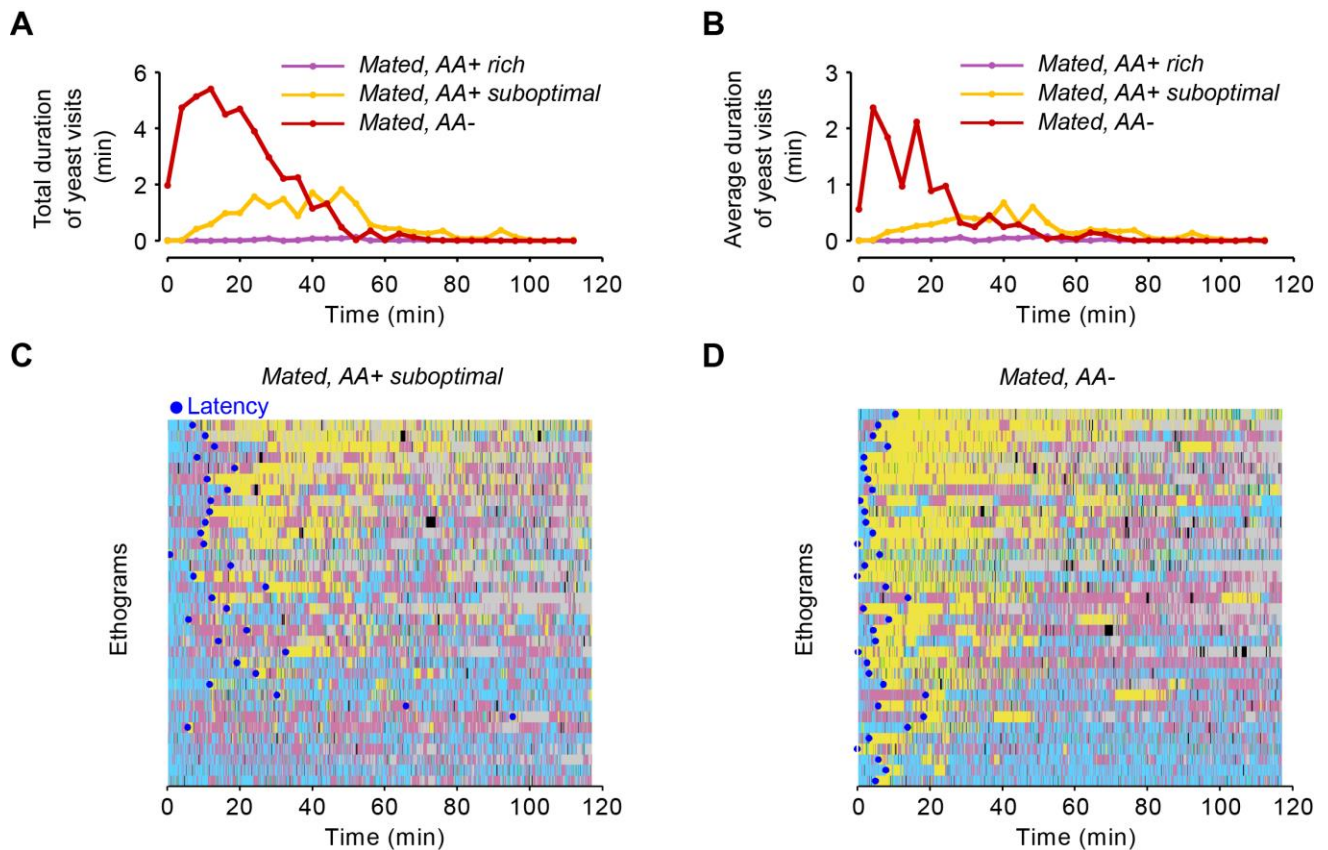 A
Mated, AA+ rich
Mated, AA+ suboptimal
Mated, AA-
Total duration
of yeast visits
(min)
6
4
2
0
0 20 40 60 80 100 120
Time (min)
B
Mated, AA+ rich
Mated, AA+ suboptimal
Mated, AA-
Average duration
of yeast visits
(min)
3
2
1
0
0 20 40 60 80 100 120
Time (min)
C
Mated, AA+ suboptimal
Latency
Ethograms
0 20 40 60 80 100 120
Time (min)
D
Mated, AA-
Ethograms
0 20 40 60 80 100 120
Time (min)